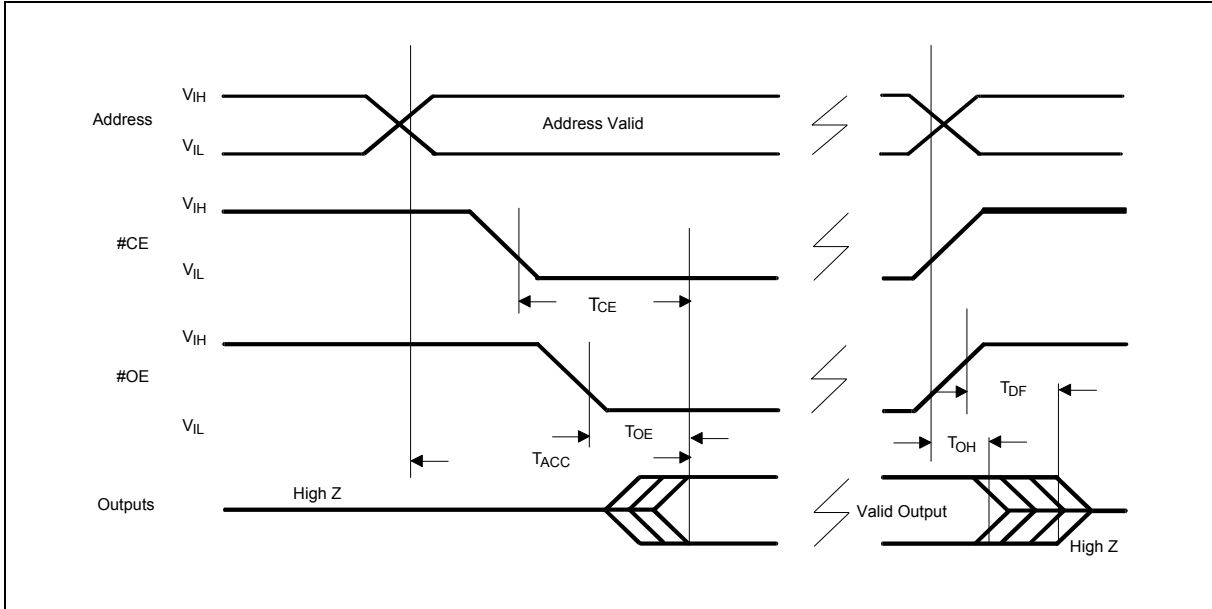 VIH
Address
Address Valid
VIL
VIH
#CE
VIL
TCE
VIH
#OE
TDF
VIL
TOE
TOH
TACC
High Z
Outputs
Valid Output
High Z